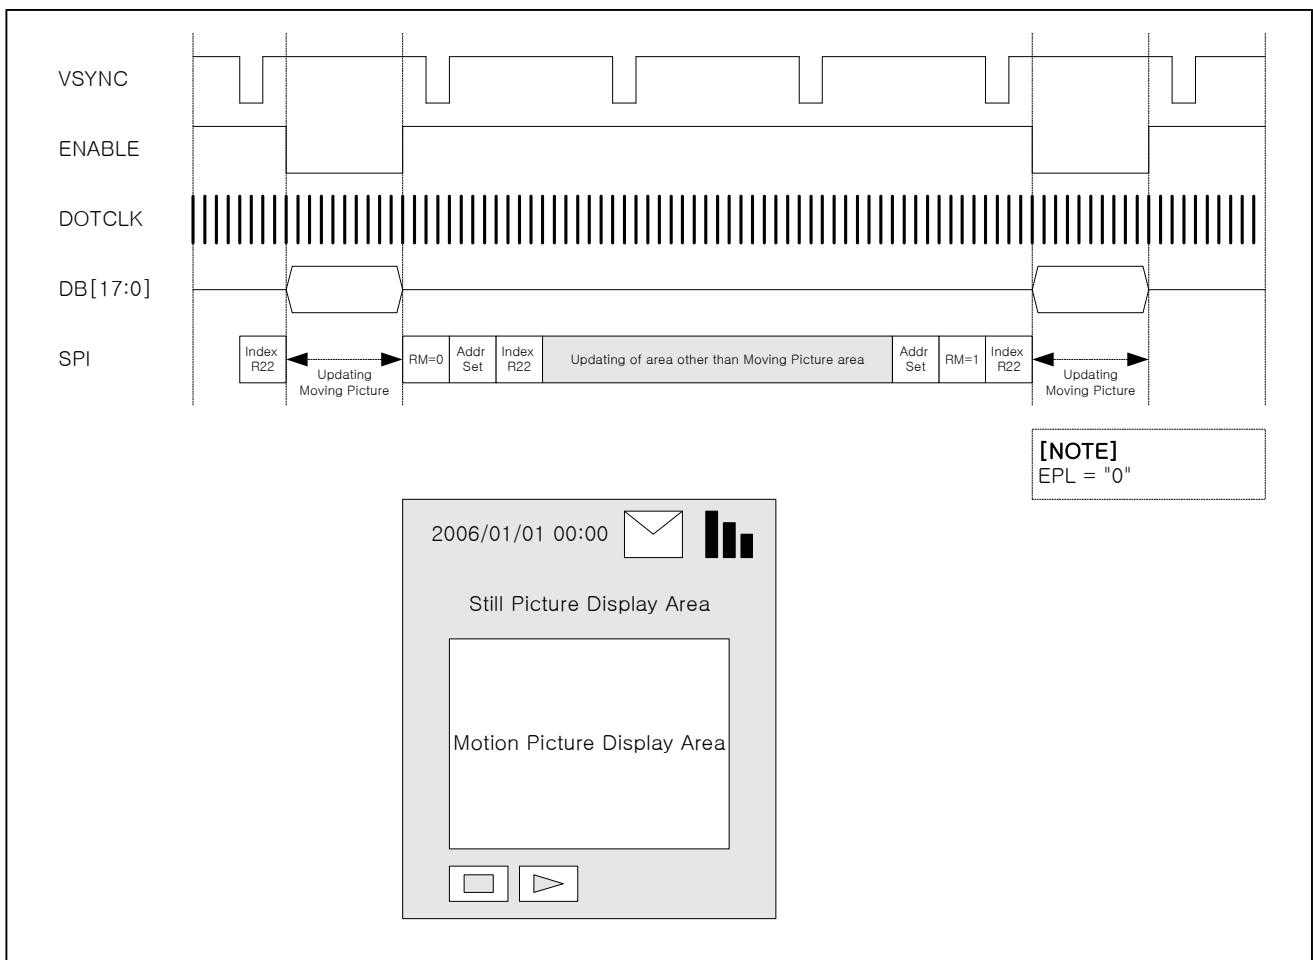 VSYNC
ENABLE
DOTCLK
DB[17:0]
SPI
Index
R22
Updating
Moving Picture
RM=0
Addr
Set
Index
R22
Updating of area other than Moving Picture area
Addr
Set
RM=1
Index
R22
Updating
Moving Picture
[NOTE]
EPL = "0"
2006/01/01 00:00
Still Picture Display Area
Motion Picture Display Area